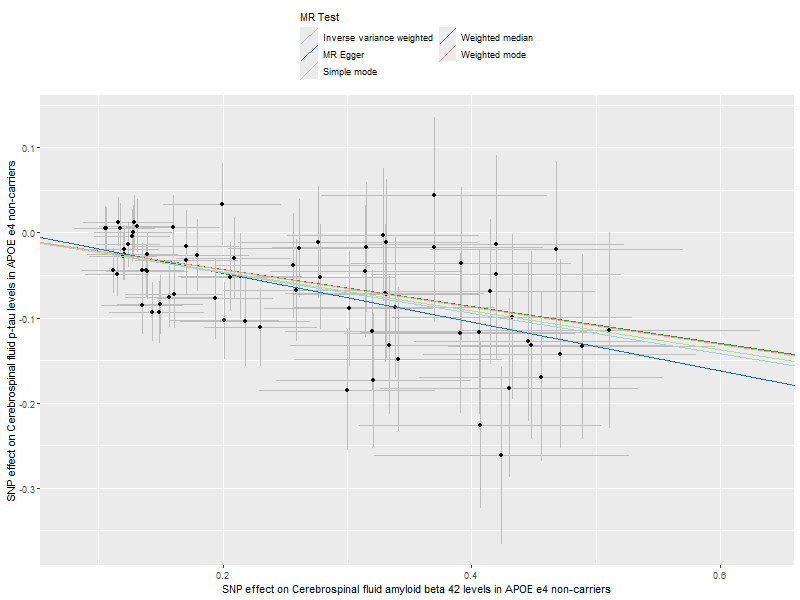 MR Test
Inverse variance weighted
Weighted median
MR Egger
Weighted mode
Simple mode
SNP effect on Cerebrospinal fluid p-tau levels in APOE e4 non-carriers
0.1
0.0
-0.1
-0.2
-0.3
0.2
0.4
0.6
SNP effect on Cerebrospinal fluid amyloid beta 42 levels in APOE e4 non-carriers